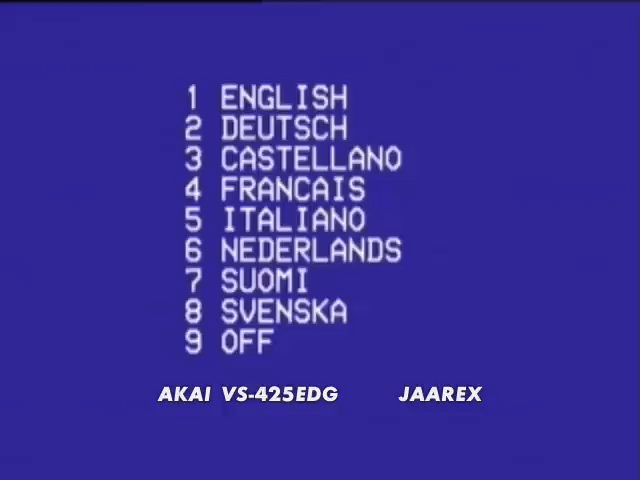 1 ENGLISH
2 DEUTSCH
3 CASTELLANO
4 FRANCAIS
5 ITALIANO
6 NEDERLANDS
7 SUOMI
8 SVENSKA
9 OFF
AKAI VS-425EDG JAAREX